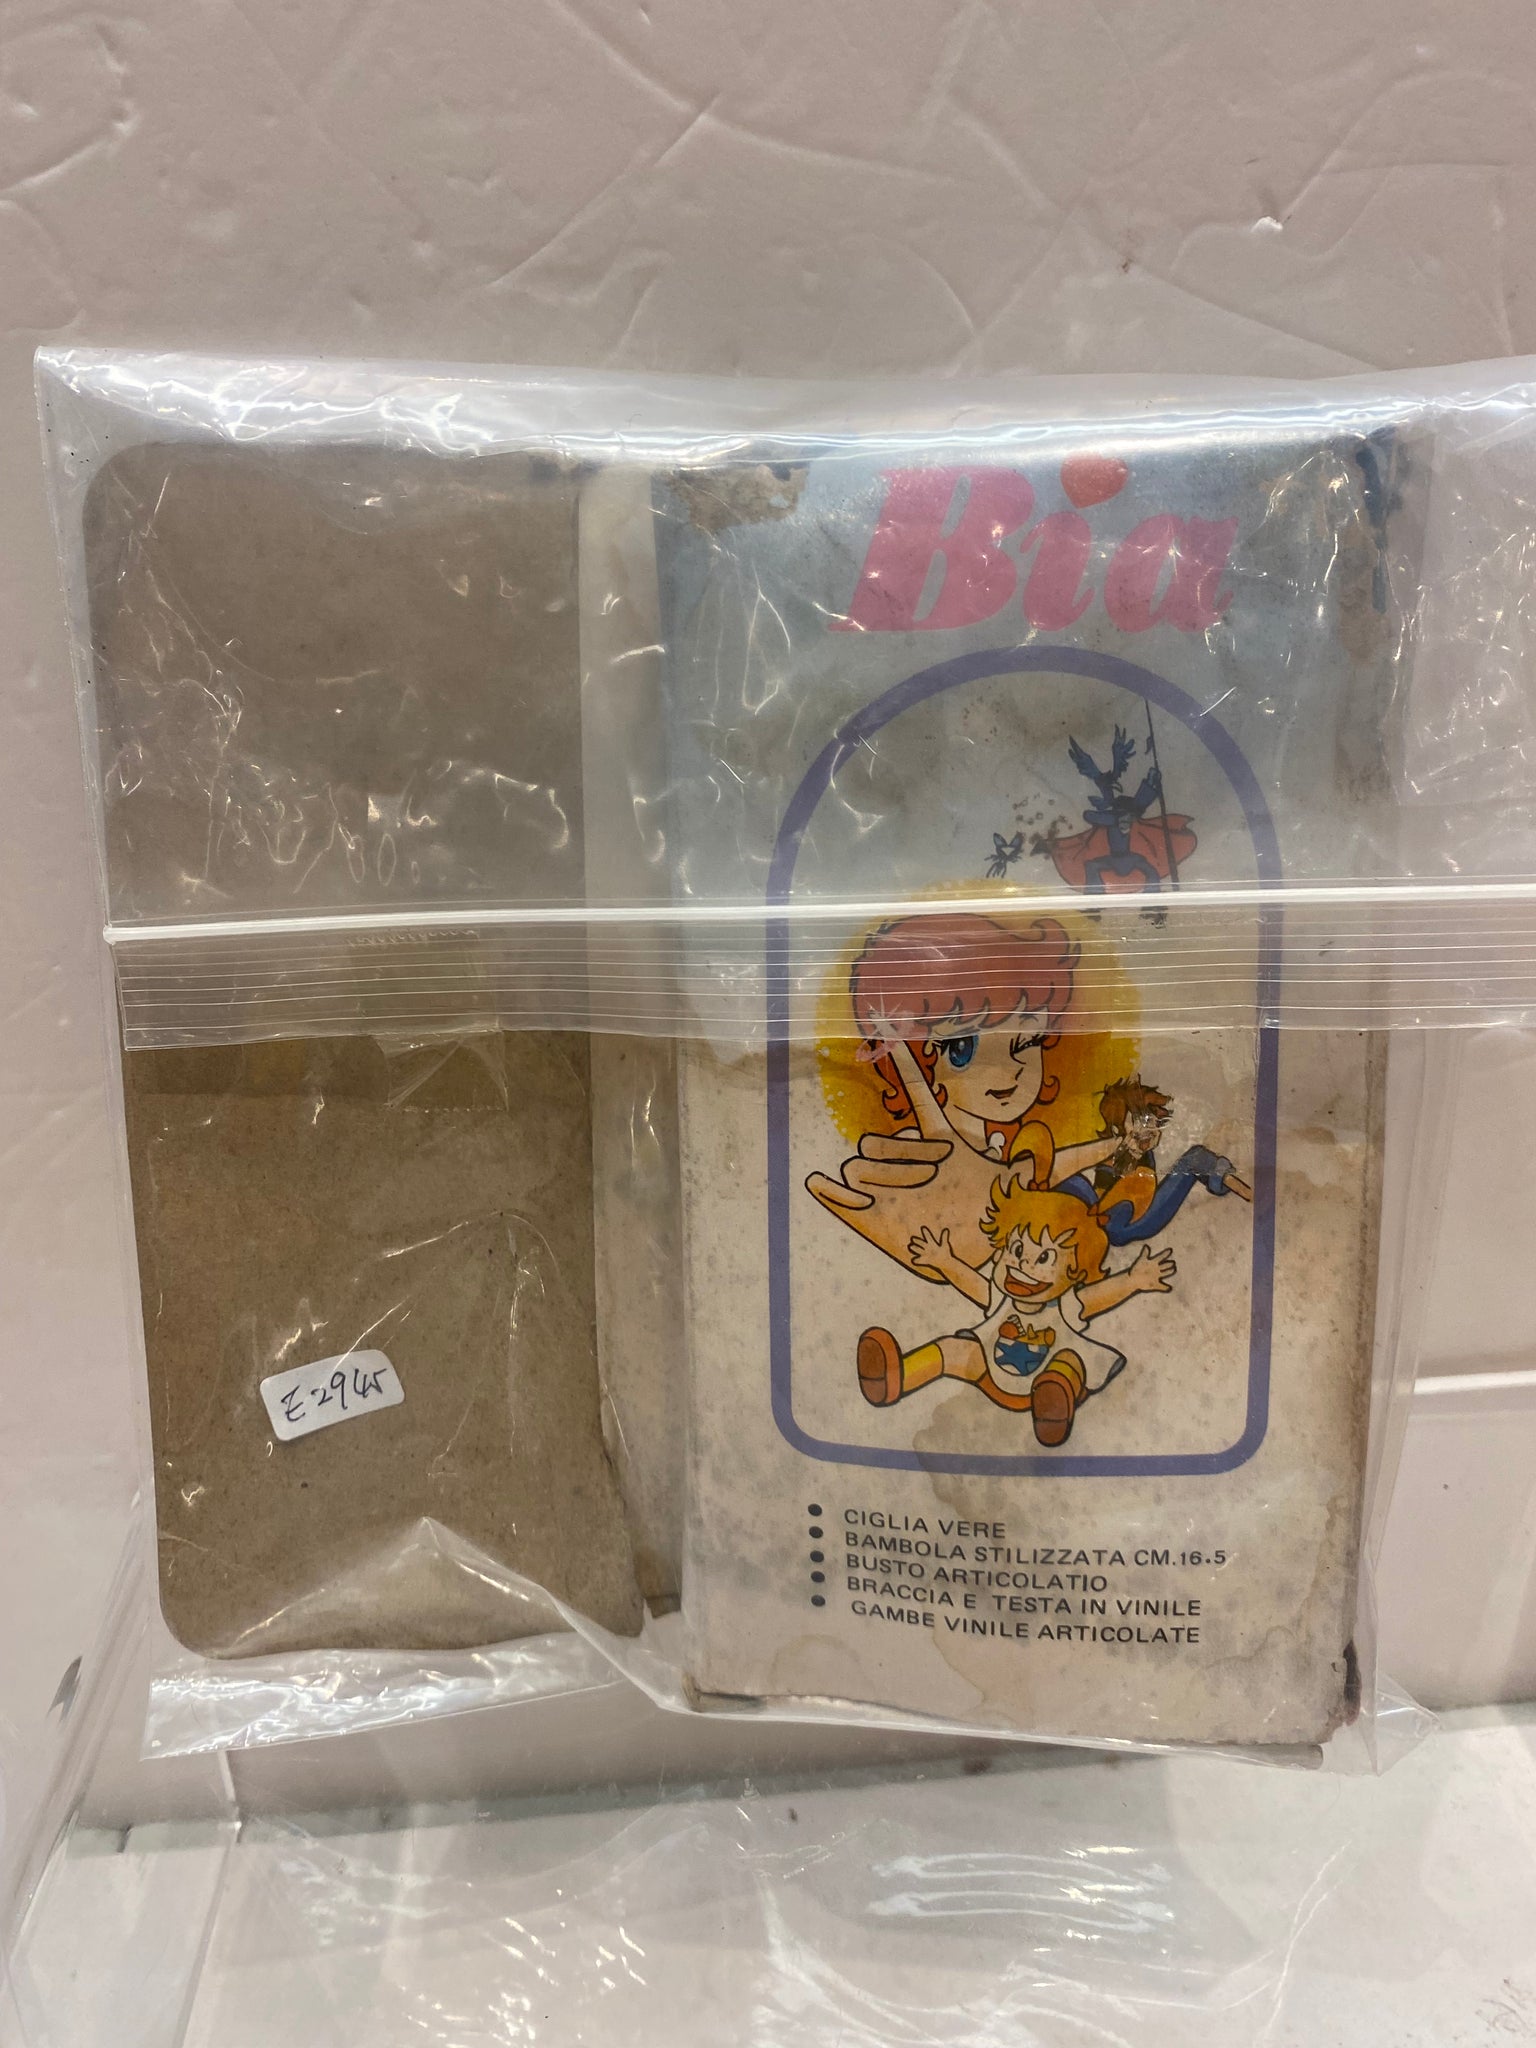 Bia
CIGLIA VERE
BAMBOLA STILIZZATA CM.16.5
BUSTO ARTICOLATIO
BRACCIA E TESTA IN VINILE
GAMBE VINILE ARTICOLATE